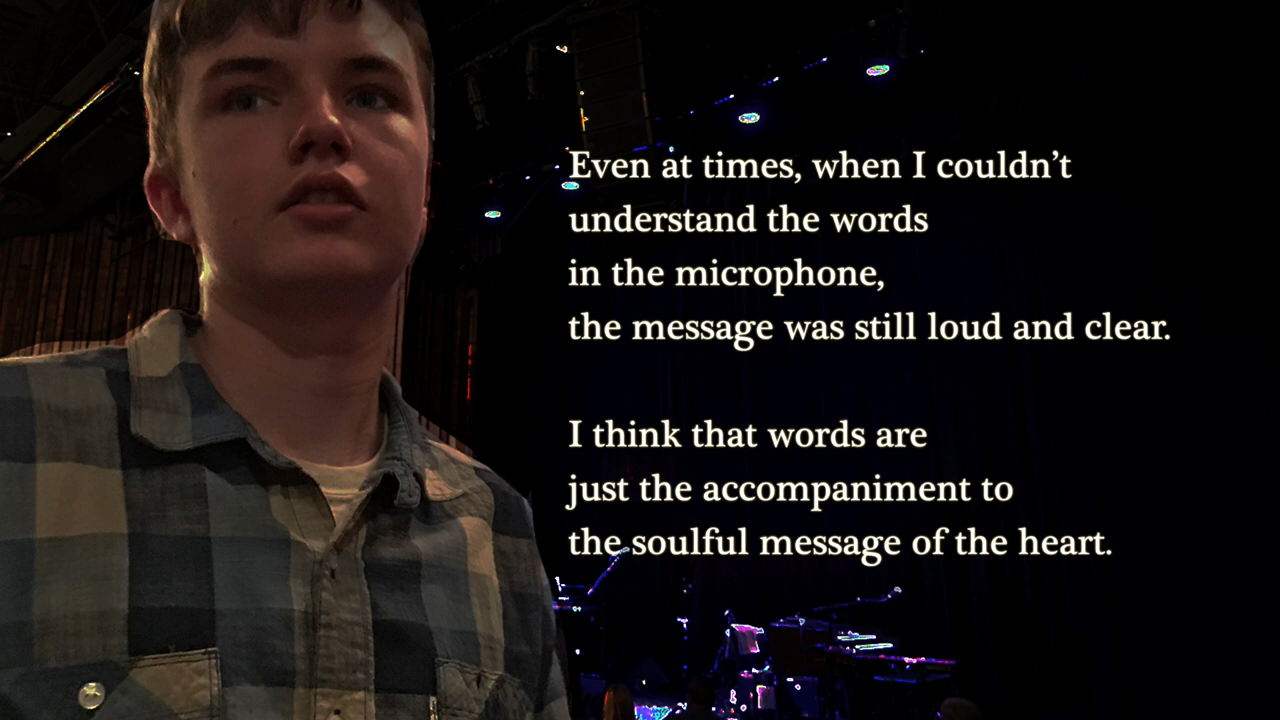 Even at times, when I couldn’t
understand the words
in the microphone,
the message was still loud and clear.
I think that words are
just the accompaniment to
the soulful message of the heart.